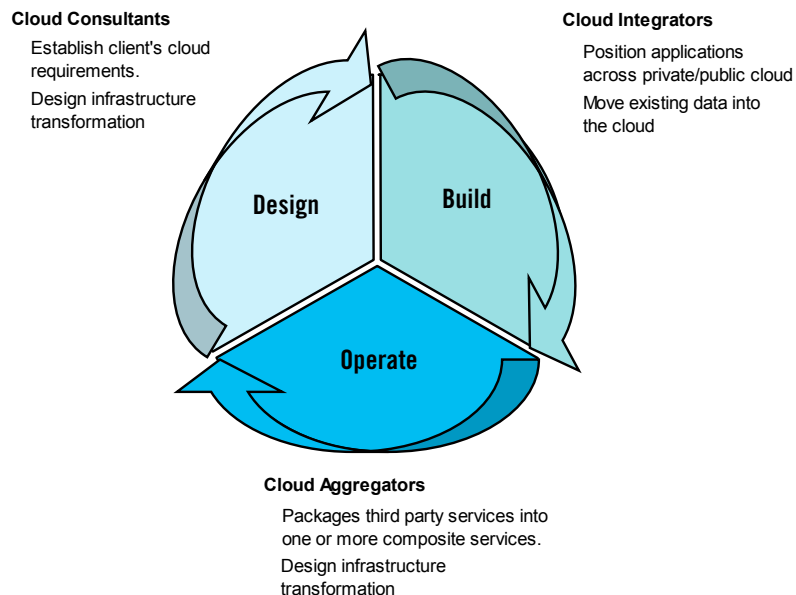 Cloud Consultants
Establish client's cloud
requirements.
Design infrastructure
transformation
Cloud Integrators
Position applications
across private/public cloud
Move existing data into
the cloud
Design
Build
Operate
Cloud Aggregators
Packages third party services into
one or more composite services.
Design infrastructure
transformation